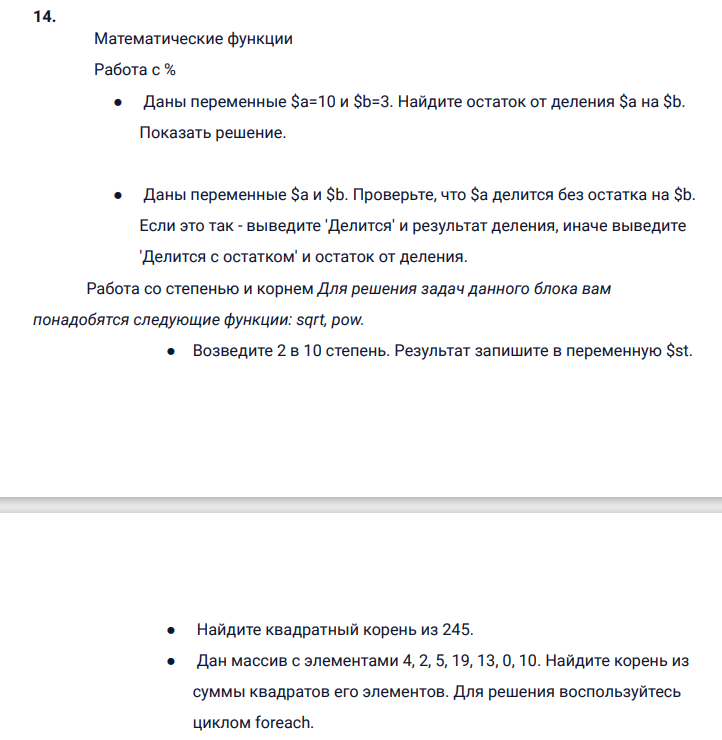 14.
Математические функции
Работа с %
● Даны переменные $a=10 и $b=3. Найдите остаток от деления $a на $b.
Показать решение.
● Даны переменные $a и $b. Проверьте, что $a делится без остатка на $b.
Если это так - выведите 'Делится' и результат деления, иначе выведите
'Делится с остатком' и остаток от деления.
Работа со степенью и корнем Для решения задач данного блока вам
понадобятся следующие функции: sqrt, pow.
● Возведите 2 в 10 степень. Результат запишите в переменную $st.
● Найдите квадратный корень из 245.
● Дан массив с элементами 4, 2, 5, 19, 13, 0, 10. Найдите корень из
суммы квадратов его элементов. Для решения воспользуйтесь
циклом foreach.